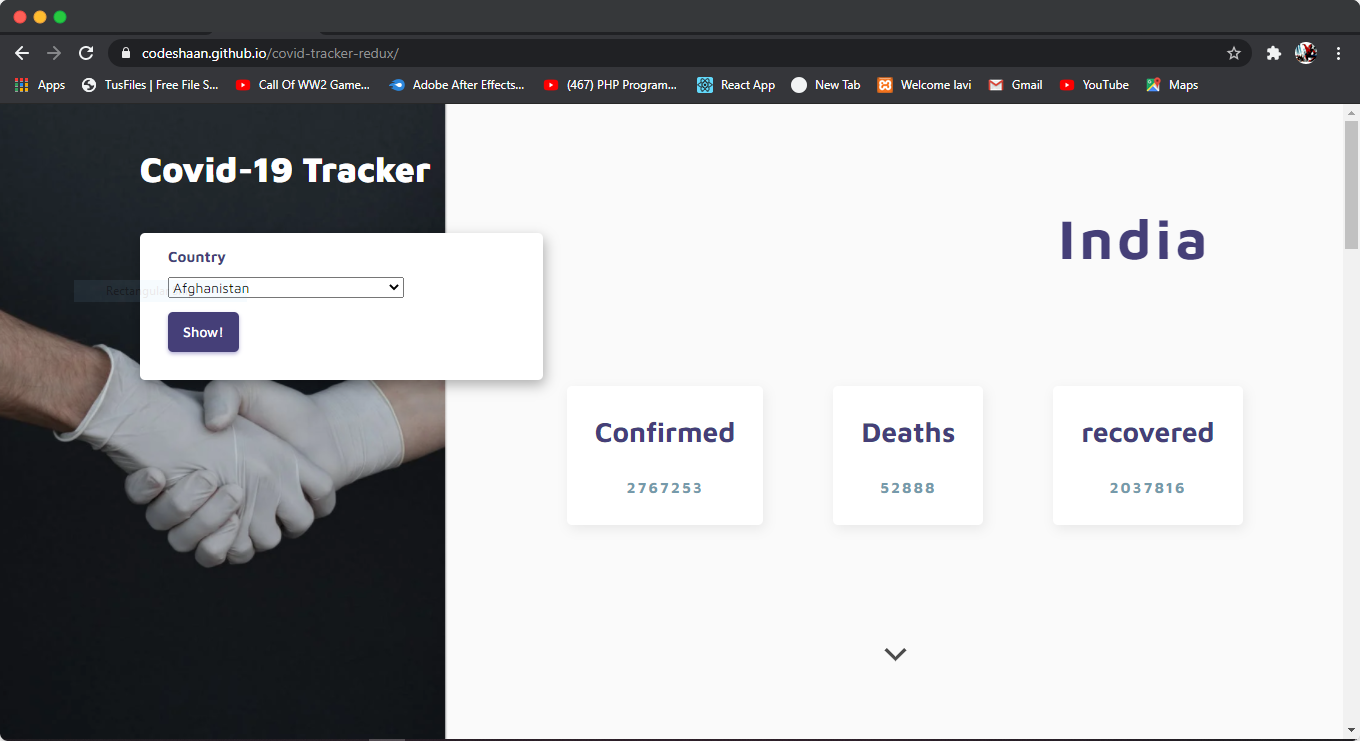 codeshaan.github.io/covid-tracker-redux/
Apps TusFiles | Free File S... Call Of WW2 Game... Adobe After Effects... (467) PHP Program... React App New Tab Welcome lavi Gmail YouTube Maps
Covid-19 Tracker
Country
Rectangula
Afghanistan
Show!
India
Confirmed
2767253
Deaths
52888
recovered
2037816